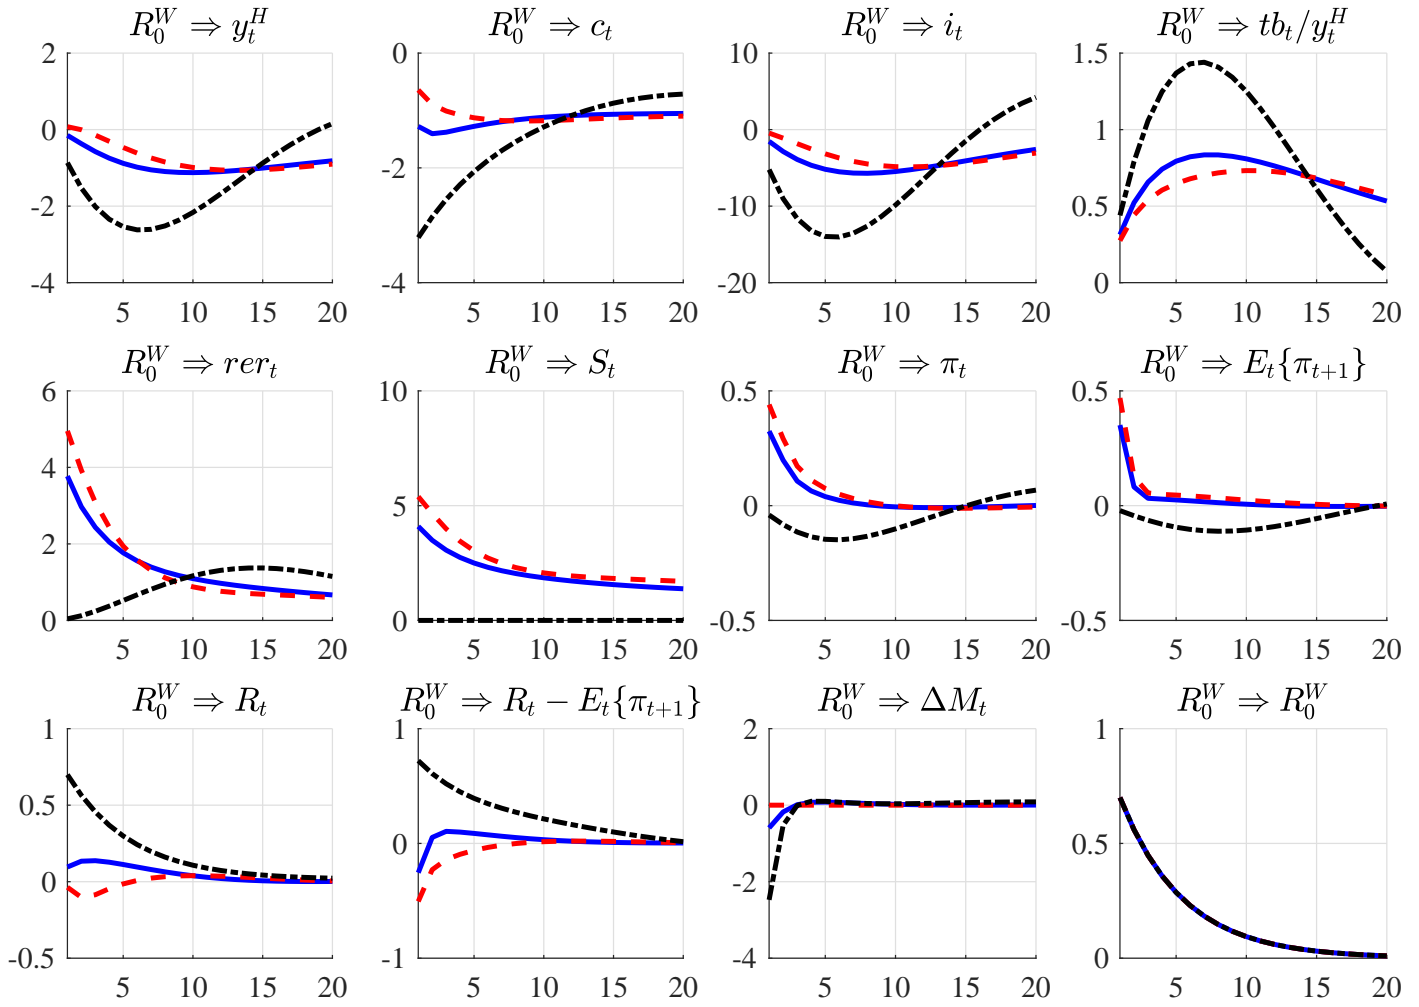 R_0^W ⇒ y_t^H
R_0^W ⇒ c_t
R_0^W ⇒ i_t
R_0^W ⇒ tb_t/y_t^H
2
0
-2
-4
5 10 15 20
0
-2
-4
5 10 15 20
10
0
-10
-20
5 10 15 20
1.5
1
0.5
0
5 10 15 20
R_0^W ⇒ rer_t
R_0^W ⇒ S_t
R_0^W ⇒ π_t
R_0^W ⇒ E_t{π_{t+1}}
6
4
2
0
5 10 15 20
10
5
0
5 10 15 20
0.5
0
-0.5
5 10 15 20
0.5
0
-0.5
5 10 15 20
R_0^W ⇒ R_t
R_0^W ⇒ R_t − E_t{π_{t+1}}
R_0^W ⇒ ΔM_t
R_0^W ⇒ R_0^W
1
0.5
0
-0.5
5 10 15 20
1
0
-1
5 10 15 20
2
0
-2
-4
5 10 15 20
1
0.5
0
5 10 15 20